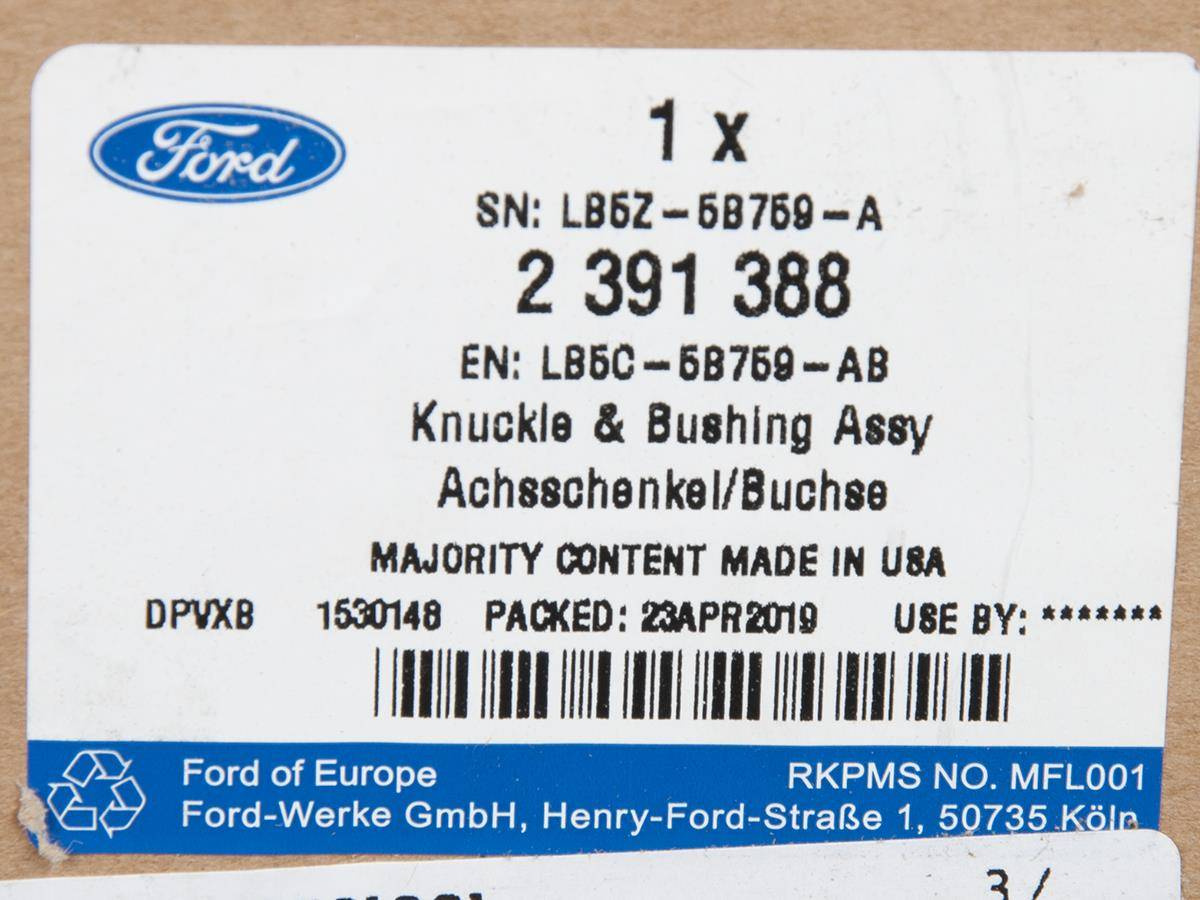 Ford
1 x
SN: LB5Z-5B759-A
2 391 388
EN: LB5C-5B759-AB
Knuckle & Bushing Assy
Achsschenkel/Buchse
MAJORITY CONTENT MADE IN USA
DPVXB 1530148 PACKED: 23APR2019 USE BY: *******
Ford of Europe RKPMS NO. MFL001
Ford-Werke GmbH, Henry-Ford-Straße 1, 50735 Köln
3/